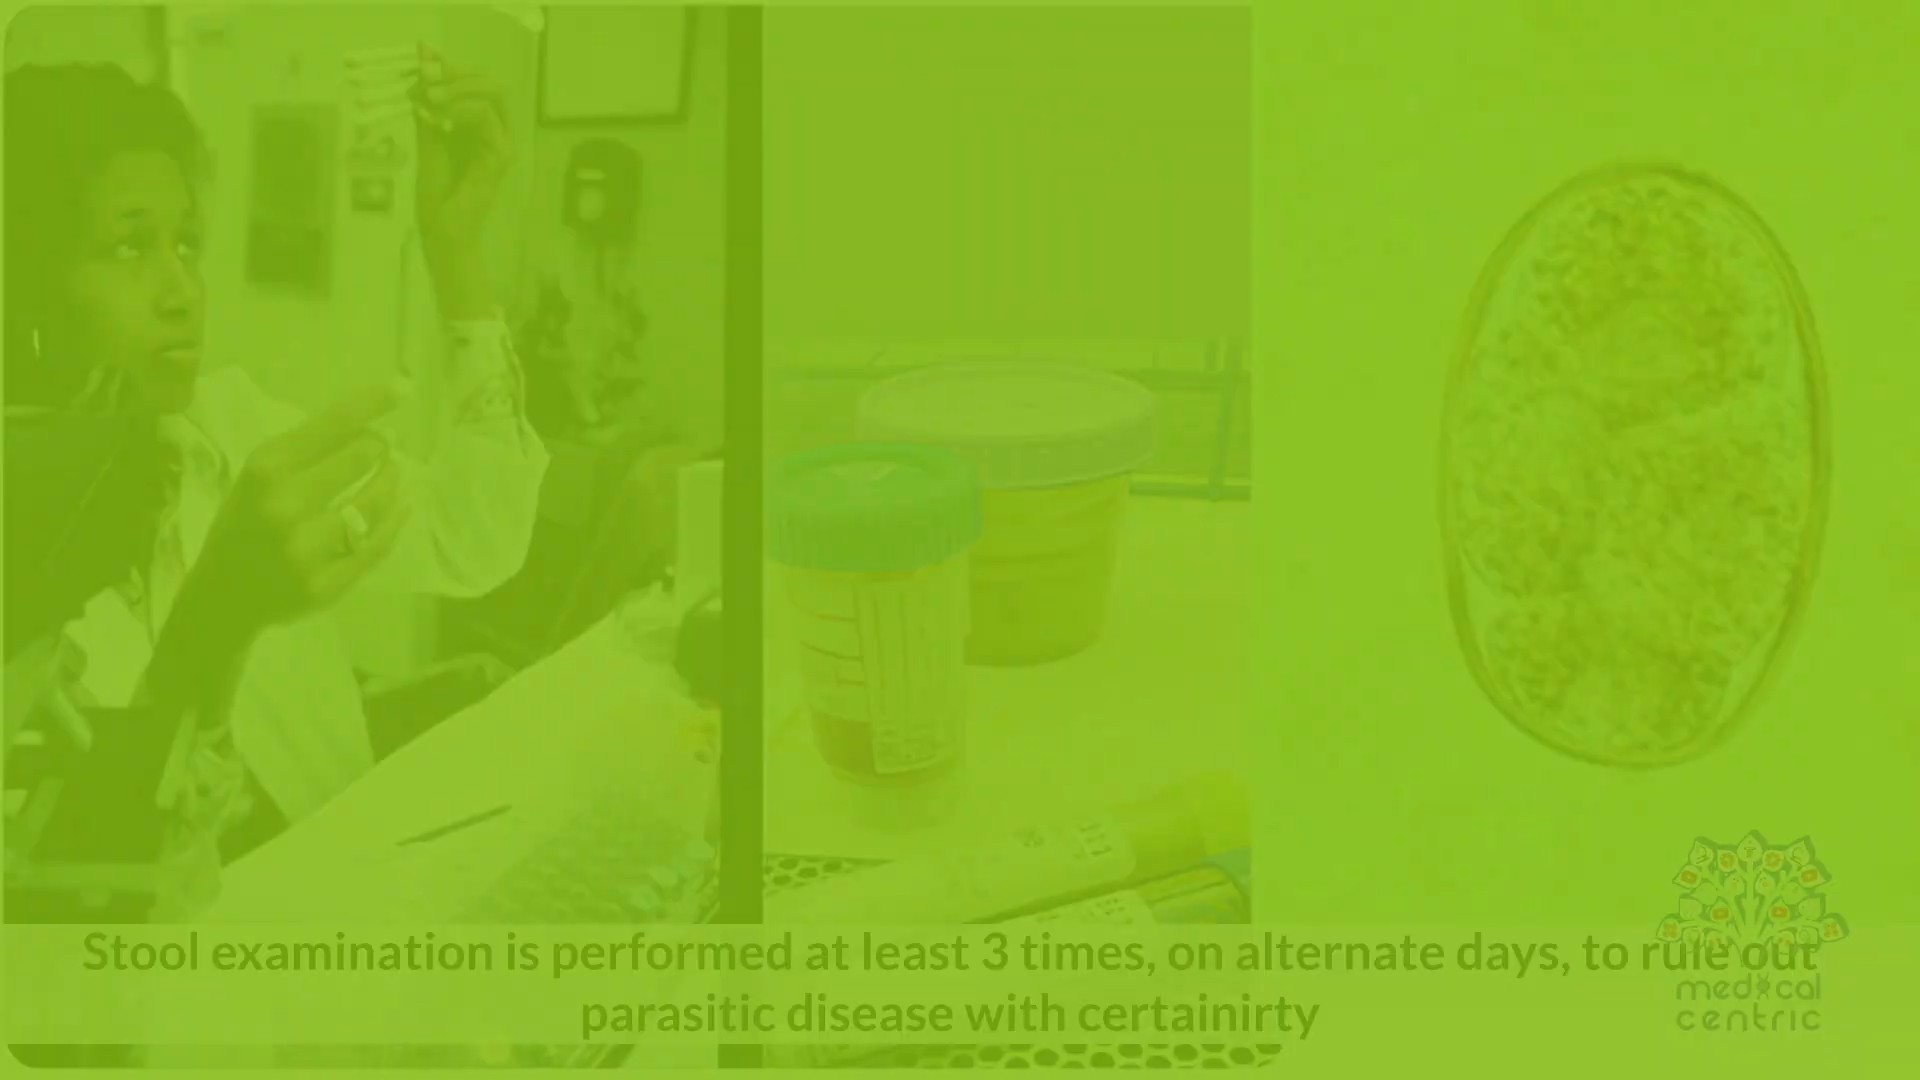 Stool examination is performed at least 3 times, on alternate days, to rule out
parasitic disease with certainirty
medical
centric